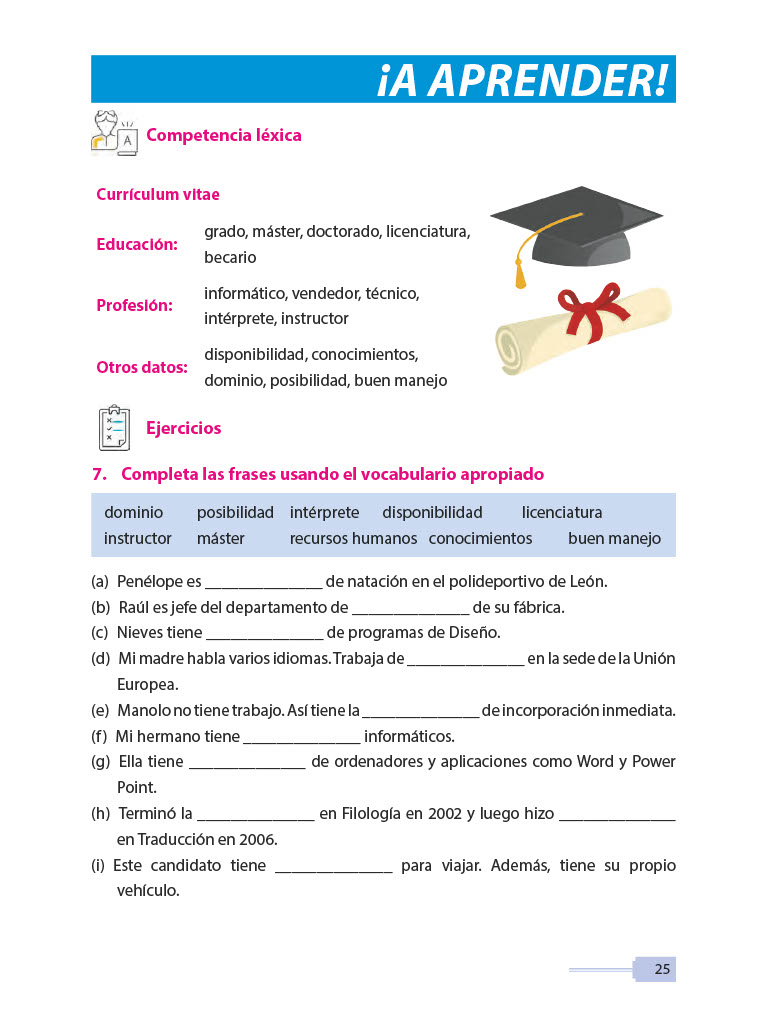 ¡A APRENDER!
A
Competencia léxica
Currículum vitae
Educación:
grado, máster, doctorado, licenciatura,
becario
Profesión:
informático, vendedor, técnico,
intérprete, instructor
Otros datos:
disponibilidad, conocimientos,
dominio, posibilidad, buen manejo
Ejercicios
7. Completa las frases usando el vocabulario apropiado
dominio posibilidad intérprete disponibilidad licenciatura
instructor máster recursos humanos conocimientos buen manejo
(a) Penélope es ______________ de natación en el polideportivo de León.
(b) Raúl es jefe del departamento de ______________ de su fábrica.
(c) Nieves tiene ______________ de programas de Diseño.
(d) Mi madre habla varios idiomas. Trabaja de ______________ en la sede de la Unión
Europea.
(e) Manolo no tiene trabajo. Así tiene la ______________ de incorporación inmediata.
(f) Mi hermano tiene ______________ informáticos.
(g) Ella tiene ______________ de ordenadores y aplicaciones como Word y Power
Point.
(h) Terminó la ______________ en Filología en 2002 y luego hizo ______________
en Traducción en 2006.
(i) Este candidato tiene ______________ para viajar. Además, tiene su propio
vehículo.
25